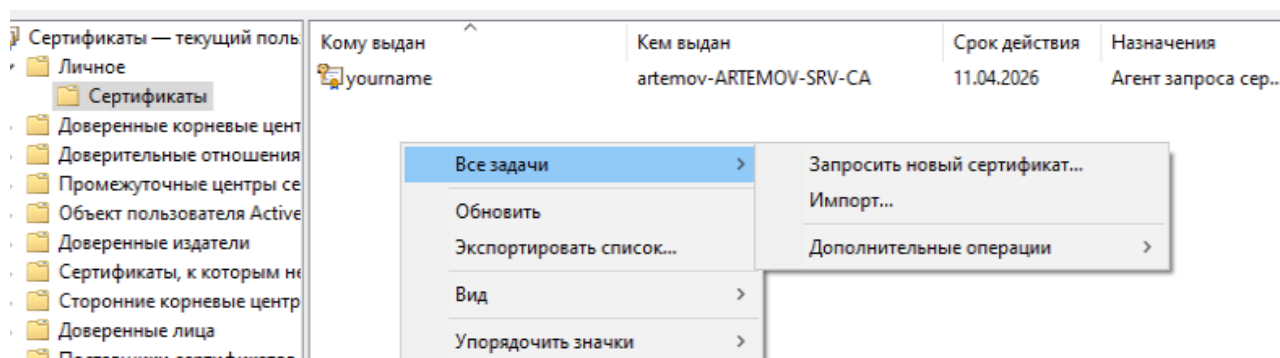 Сертификаты — текущий поль
Личное
Сертификаты
Доверенные корневые цент
Доверительные отношения
Промежуточные центры се
Объект пользователя Active
Доверенные издатели
Сертификаты, к которым не
Сторонние корневые центр
Доверенные лица
Кому выдан Кем выдан Срок действия Назначения
yourname artemov-ARTEMOV-SRV-CA 11.04.2026 Агент запроса сер...
Все задачи
Обновить
Экспортировать список...
Вид
Упорядочить значки
Запросить новый сертификат...
Импорт...
Дополнительные операции